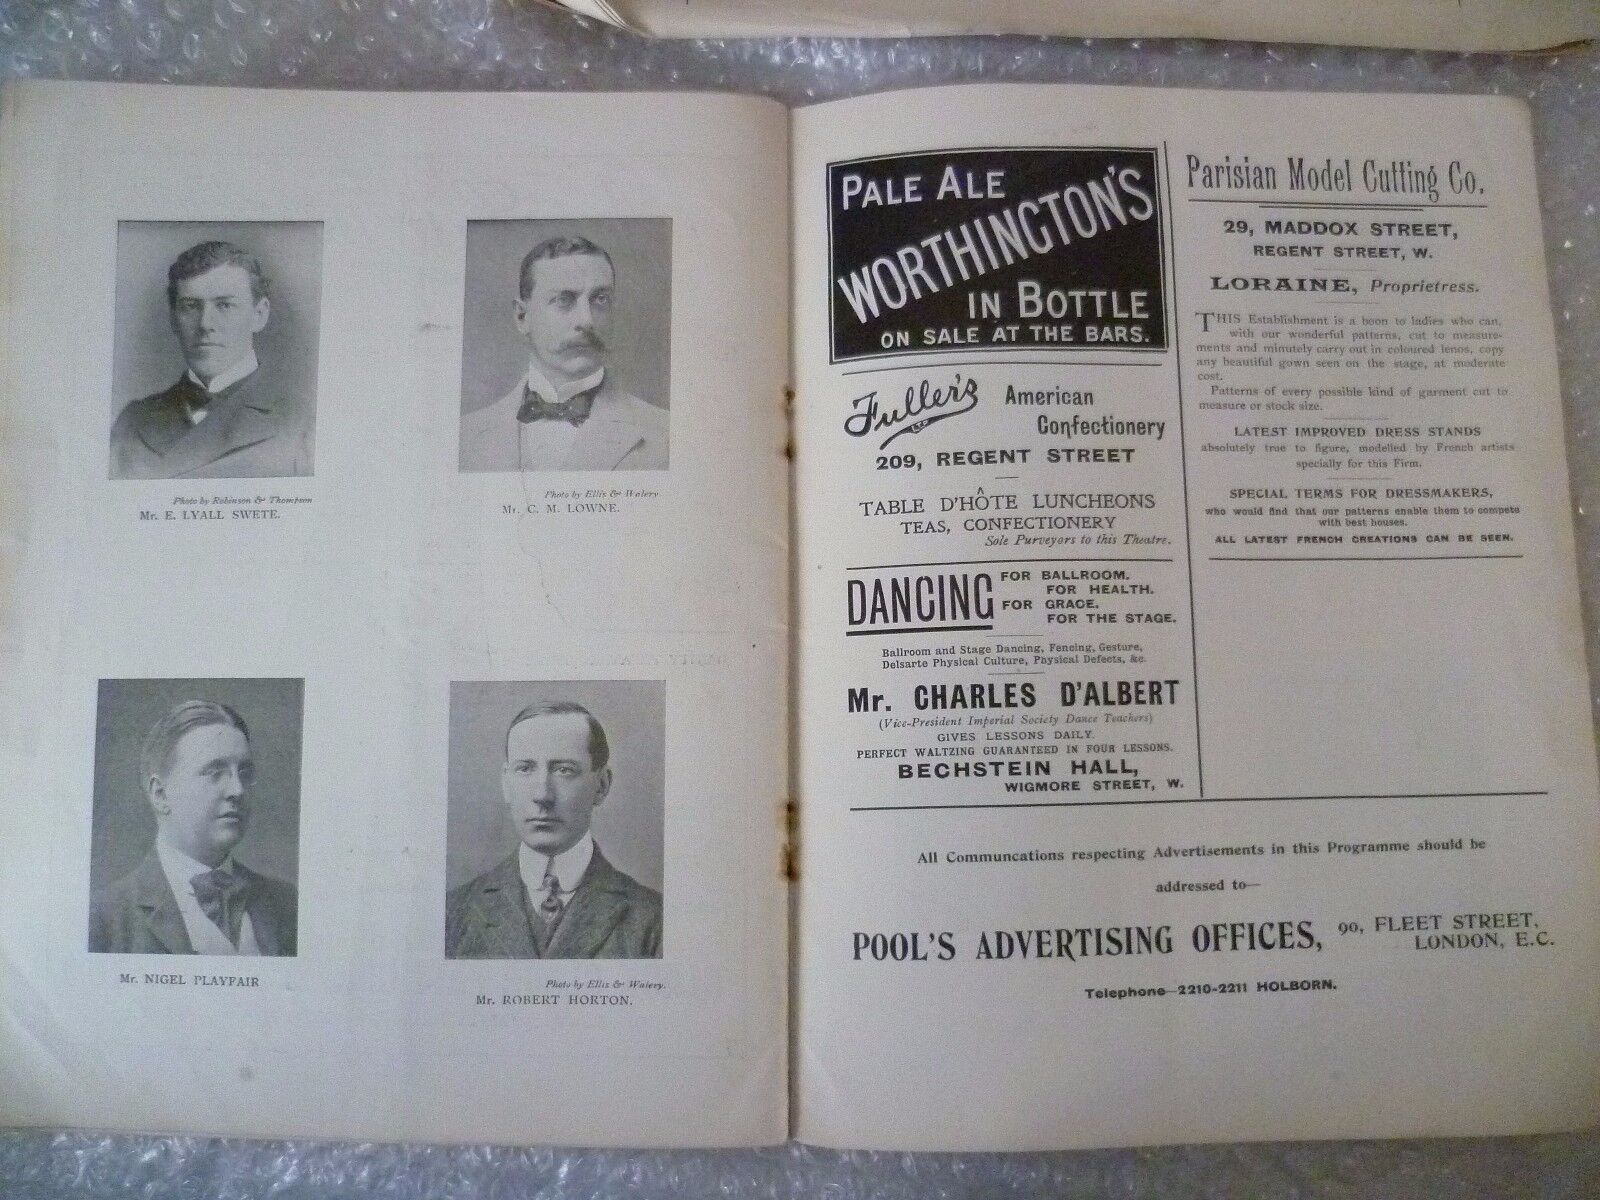 Photo by Robinson & Thompson
Mr. E. LYALL SWETE.
Photo by Ellis & Walery
Mr. C. M. LOWNE.
Mr. NIGEL PLAYFAIR
Photo by Ellis & Walery.
Mr. ROBERT HORTON.
PALE ALE
WORTHINGTON'S
IN BOTTLE
ON SALE AT THE BARS.
Fuller's LTD American
Confectionery
209, REGENT STREET
TABLE D'HÔTE LUNCHEONS
TEAS, CONFECTIONERY
Sole Purveyors to this Theatre.
DANCING
FOR BALLROOM.
FOR HEALTH.
FOR GRACE.
FOR THE STAGE.
Ballroom and Stage Dancing, Fencing, Gesture,
Delsarte Physical Culture, Physical Defects, &c.
Mr. CHARLES D'ALBERT
(Vice-President Imperial Society Dance Teachers)
GIVES LESSONS DAILY.
PERFECT WALTZING GUARANTEED IN FOUR LESSONS.
BECHSTEIN HALL,
WIGMORE STREET, W.
Parisian Model Cutting Co.
29, MADDOX STREET,
REGENT STREET, W.
LORAINE, Proprietress.
THIS Establishment is a boon to ladies who can,
with our wonderful patterns, cut to measure-
ments and minutely carry out in coloured lenos, copy
any beautiful gown seen on the stage, at moderate
cost.
Patterns of every possible kind of garment cut to
measure or stock size.
LATEST IMPROVED DRESS STANDS
absolutely true to figure, modelled by French artists
specially for this Firm.
SPECIAL TERMS FOR DRESSMAKERS,
who would find that our patterns enable them to compete
with best houses.
ALL LATEST FRENCH CREATIONS CAN BE SEEN.
All Communcations respecting Advertisements in this Programme should be
addressed to—
POOL'S ADVERTISING OFFICES, 90, FLEET STREET,
LONDON, E.C.
Telephone—2210-2211 HOLBORN.